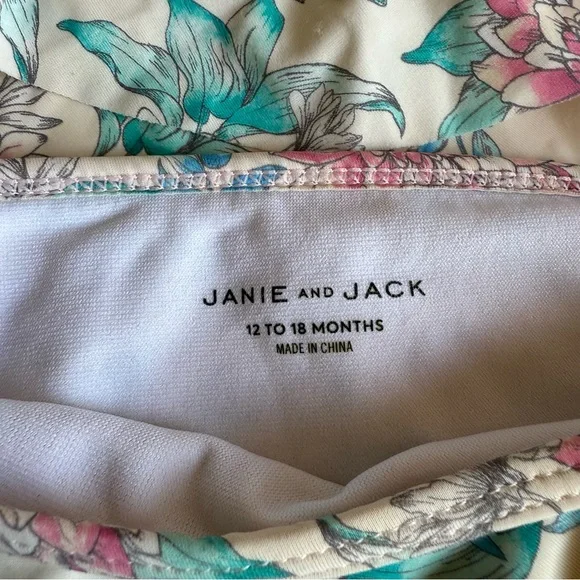 JANIE AND JACK
12 TO 18 MONTHS
MADE IN CHINA